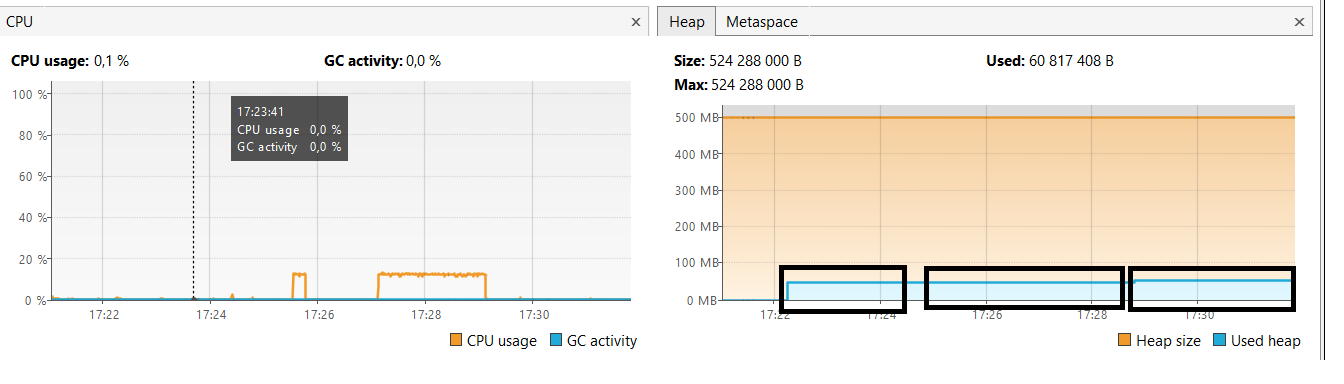 CPU ×
CPU usage: 0,1 % GC activity: 0,0 %
100 %
80 %
60 %
40 %
20 %
0 %
17:23:41
CPU usage 0,0 %
GC activity 0,0 %
17:22 17:24 17:26 17:28 17:30
CPU usage GC activity
Heap Metaspace ×
Size: 524 288 000 B Used: 60 817 408 B
Max: 524 288 000 B
500 MB
400 MB
300 MB
200 MB
100 MB
0 MB
17:22 17:24 17:26 17:28 17:30
Heap size Used heap